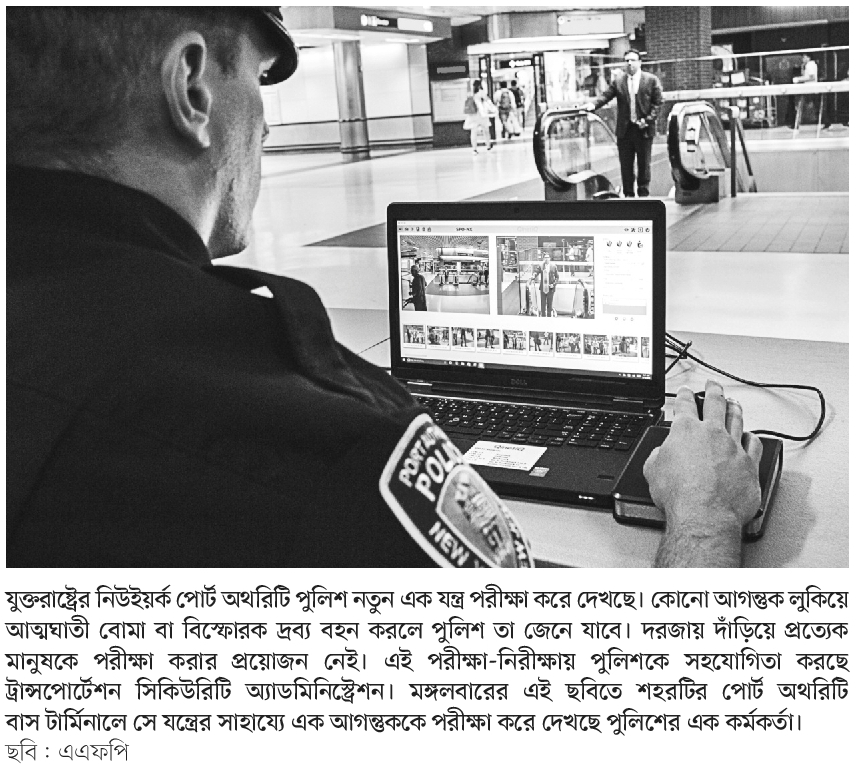 PORT AU
POLI
NEW Y
DELL
যুক্তরাষ্ট্রের নিউইয়র্ক পোর্ট অথরিটি পুলিশ নতুন এক যন্ত্র পরীক্ষা করে দেখছে। কোনো আগন্তুক লুকিয়ে
আত্মঘাতী বোমা বা বিস্ফোরক দ্রব্য বহন করলে পুলিশ তা জেনে যাবে। দরজায় দাঁড়িয়ে প্রত্যেক
মানুষকে পরীক্ষা করার প্রয়োজন নেই। এই পরীক্ষা-নিরীক্ষায় পুলিশকে সহযোগিতা করছে
ট্রান্সপোর্টেশন সিকিউরিটি অ্যাডমিনিস্ট্রেশন। মঙ্গলবারের এই ছবিতে শহরটির পোর্ট অথরিটি
বাস টার্মিনালে সে যন্ত্রের সাহায্যে এক আগন্তুককে পরীক্ষা করে দেখছে পুলিশের এক কর্মকর্তা।
ছবি : এএফপি